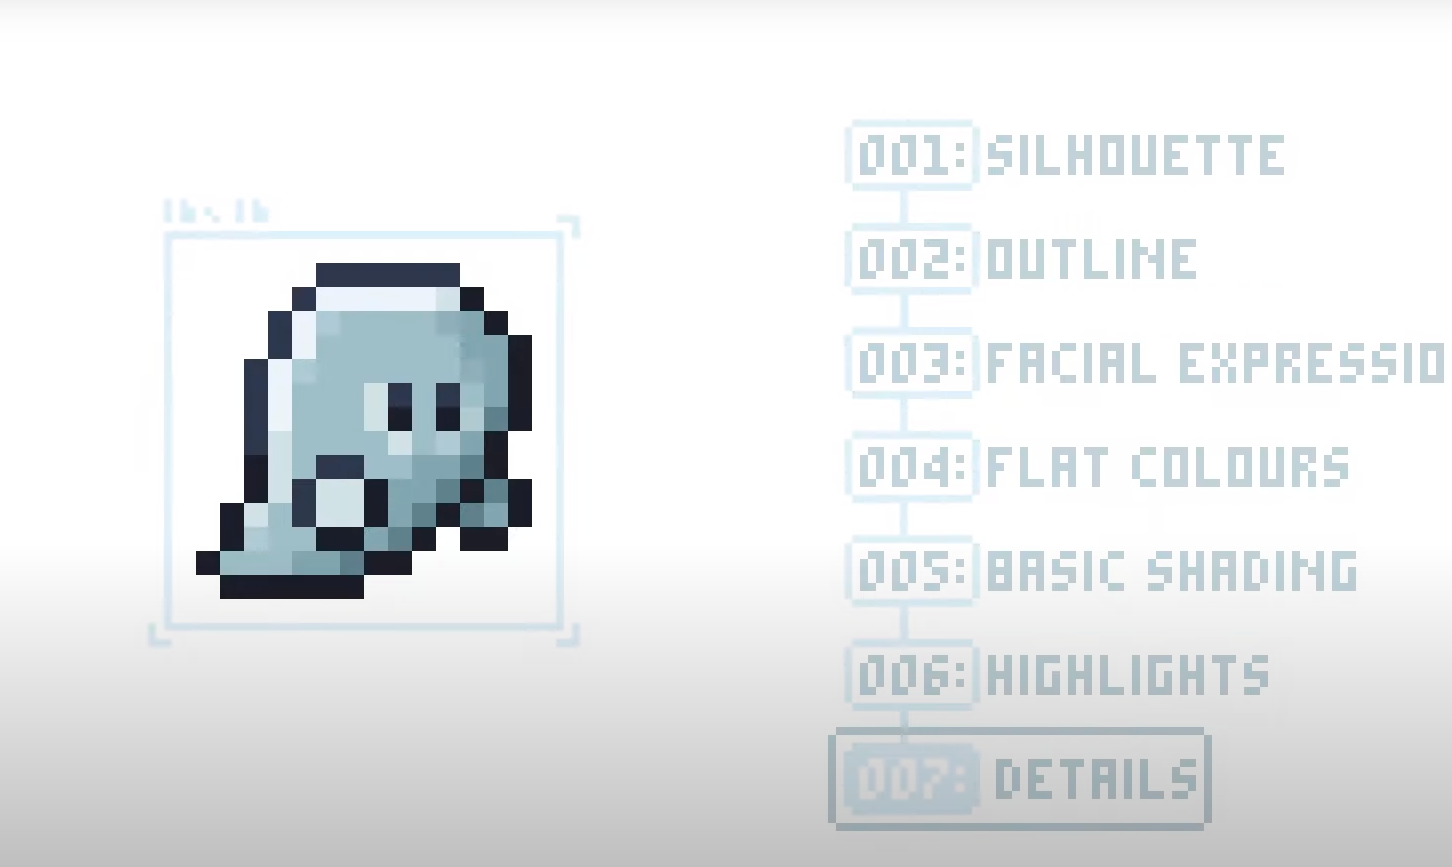 16x16
001: SILHOUETTE
002: OUTLINE
003: FACIAL EXPRESSIO
004: FLAT COLOURS
005: BASIC SHADING
006: HIGHLIGHTS
007: DETAILS